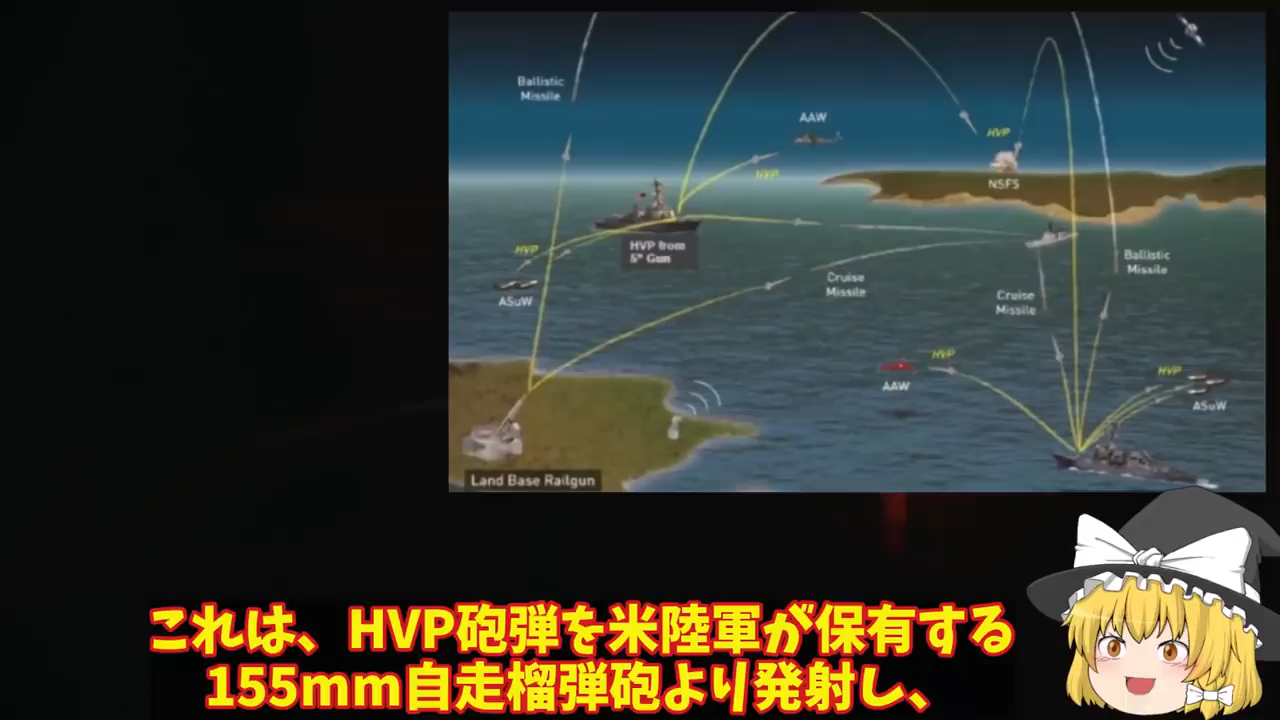 Ballistic
Missile
AAW
HVP
HVP
NSFS
HVP from
5" Gun
HVP
ASuW
Cruise
Missile
Ballistic
Missile
Cruise
Missile
HVP
AAW
HVP
ASuW
Land Base Railgun
これは、HVP砲弾を米陸軍が保有する
155mm自走榴弾砲より発射し、